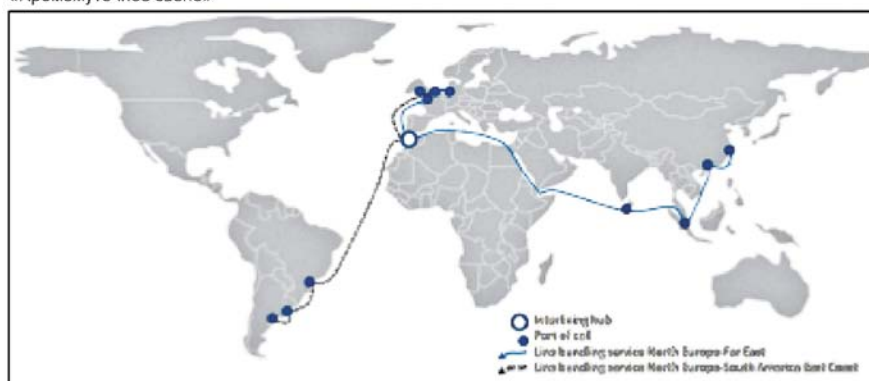 Interlining hub
Port of call
Line bundling service North Europe-Far East
Line bundling service North Europe-South America East Coast